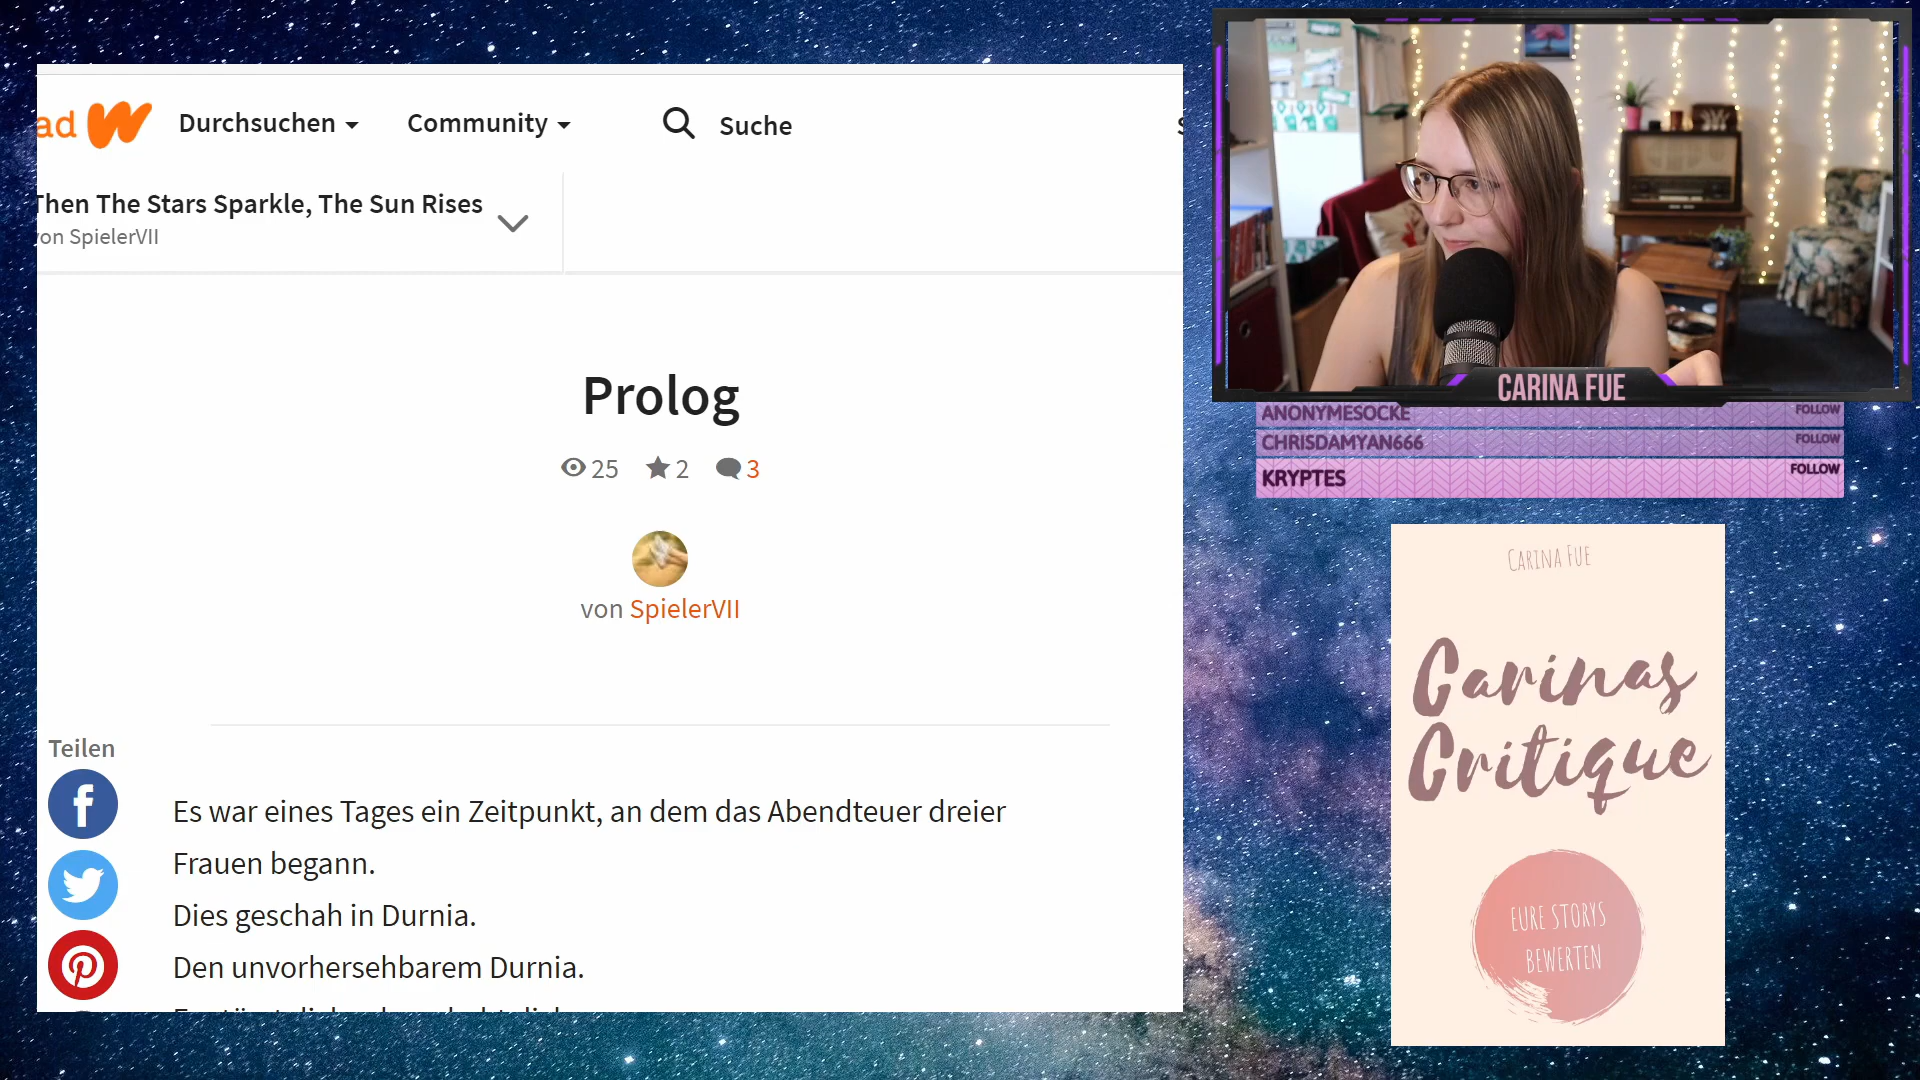 ad
Durchsuchen
Community
Suche
Then The Stars Sparkle, The Sun Rises
von SpielerVII
Prolog
25
2
3
von SpielerVII
Teilen
Es war eines Tages ein Zeitpunkt, an dem das Abendteuer dreier
Frauen begann.
Dies geschah in Durnia.
Den unvorhersehbarem Durnia.
CARINA FUE
ANONYMESOCKE FOLLOW
CHRISDAMYAN666 FOLLOW
KRYPTES FOLLOW
CARINA FUE
Carinas
Critique
EURE STORYS
BEWERTEN